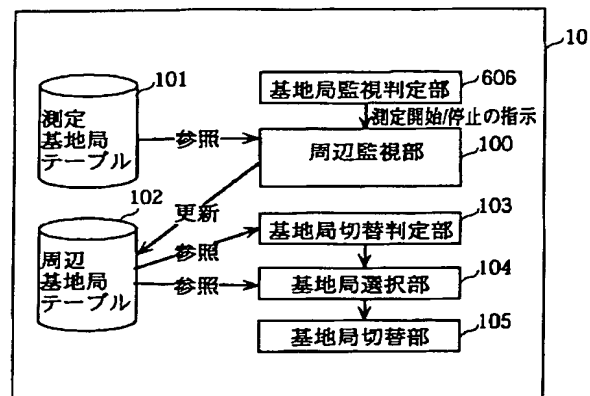 10
101
測定
基地局
テーブル
参照
基地局監視判定部
606
測定開始/停止の指示
周辺監視部
100
更新
102
周辺
基地局
テーブル
参照
参照
基地局切替判定部
103
基地局選択部
104
基地局切替部
105